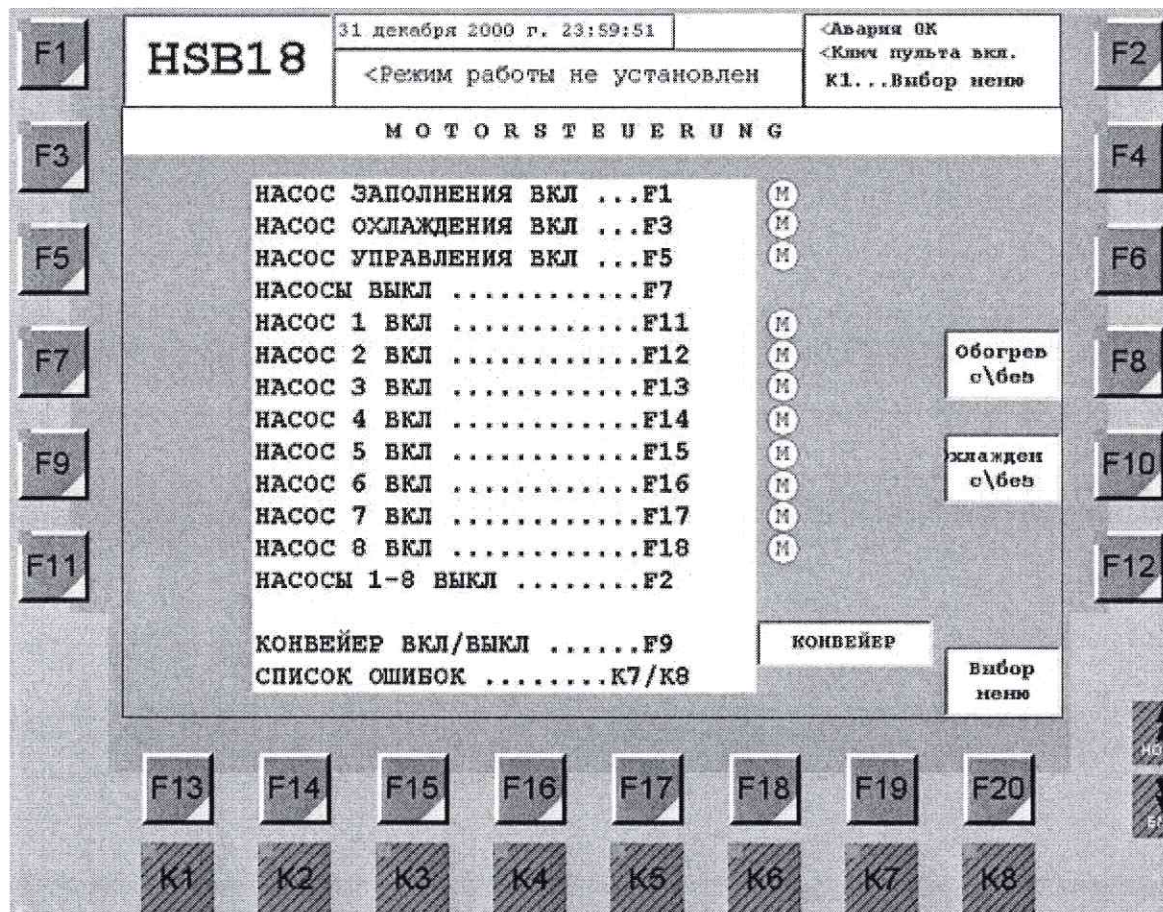 F1
HSB18
31 декабря 2000 г. 23:59:51
<Режим работы не установлен
<Авария OK
<Ключ пульта вкл.
K1...Выбор меню
F2
M O T O R S T E U E R U N G
F3
F4
НАСОС ЗАПОЛНЕНИЯ ВКЛ ...F1 M
НАСОС ОХЛАЖДЕНИЯ ВКЛ ...F3 M
НАСОС УПРАВЛЕНИЯ ВКЛ ...F5 M
F5
F6
НАСОСЫ ВЫКЛ ............F7
НАСОС 1 ВКЛ ............F11 M
НАСОС 2 ВКЛ ............F12 M
НАСОС 3 ВКЛ ............F13 M
F7
Обогрев
с\без
F8
НАСОС 4 ВКЛ ............F14 M
НАСОС 5 ВКЛ ............F15 M
НАСОС 6 ВКЛ ............F16 M
F9
хлажден
с\без
F10
НАСОС 7 ВКЛ ............F17 M
НАСОС 8 ВКЛ ............F18 M
НАСОСЫ 1-8 ВЫКЛ ........F2
F11
F12
КОНВЕЙЕР ВКЛ/ВЫКЛ ......F9
КОНВЕЙЕР
СПИСОК ОШИБОК ........K7/K8
Выбор
меню
F13 F14 F15 F16 F17 F18 F19 F20
K1 K2 K3 K4 K5 K6 K7 K8